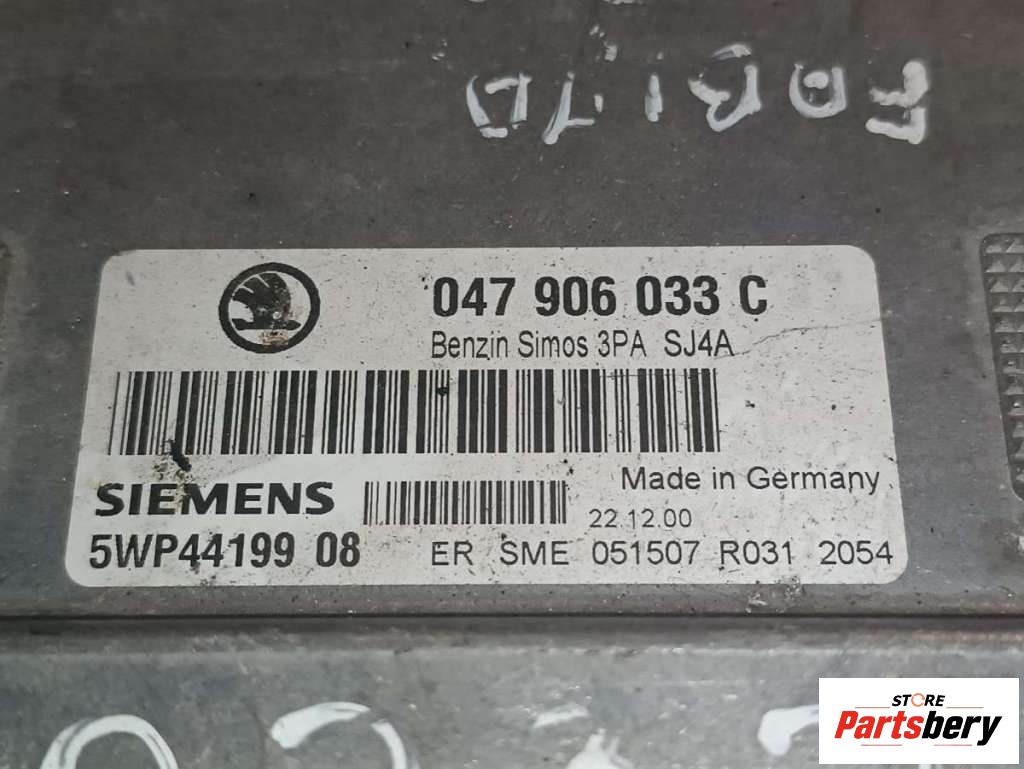 FABIA
047 906 033 C
Benzin Simos 3PA SJ4A
Made in Germany
SIEMENS
22.12.00
5WP44199 08
ER SME 051507 R031 2054
STORE
Partsbery